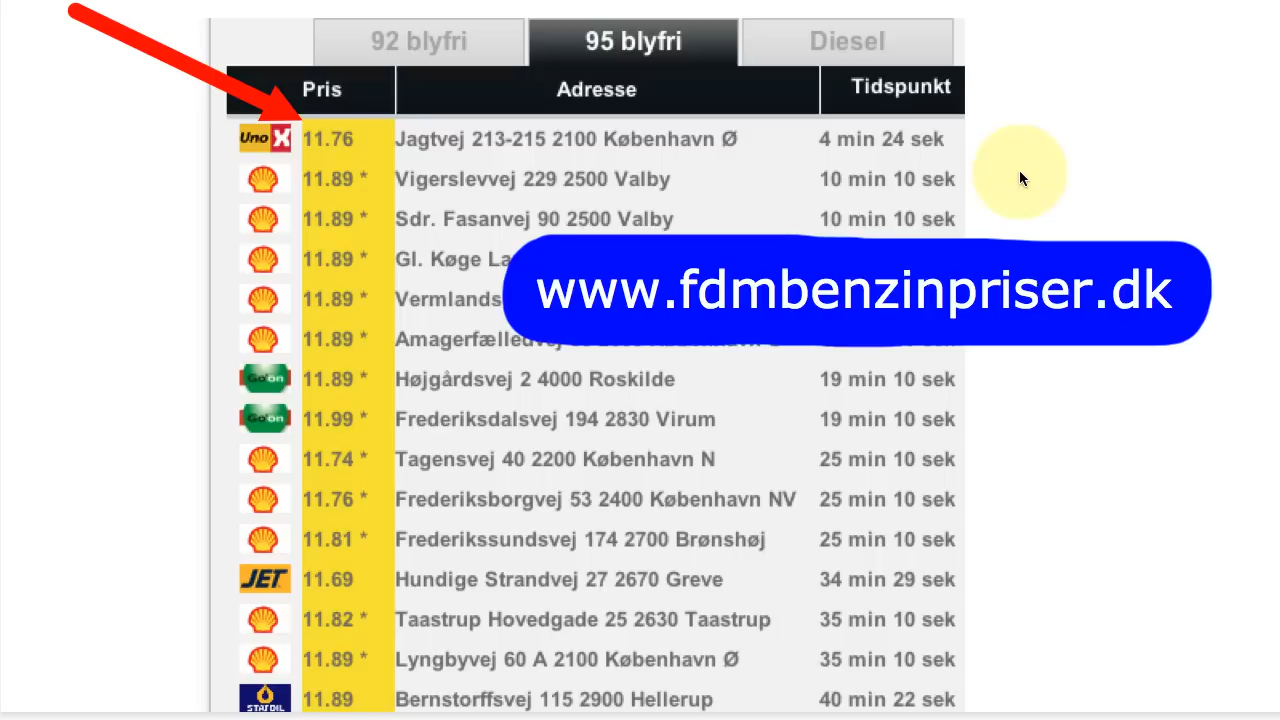 92 blyfri 95 blyfri Diesel
Pris Adresse Tidspunkt
Uno X 11.76 Jagtvej 213-215 2100 København Ø 4 min 24 sek
11.89 * Vigerslevvej 229 2500 Valby 10 min 10 sek
11.89 * Sdr. Fasanvej 90 2500 Valby 10 min 10 sek
11.89 * Gl. Køge
www.fdmbenzinpriser.dk
11.89 *
11.89 * sek
Go'on 11.89 * Højgårdsvej 2 4000 Roskilde 19 min 10 sek
Go'on 11.99 * Frederiksdalsvej 194 2830 Virum 19 min 10 sek
11.74 * Tagensvej 40 2200 København N 25 min 10 sek
11.76 * Frederiksborgvej 53 2400 København NV 25 min 10 sek
11.81 * Frederikssundsvej 174 2700 Brønshøj 25 min 10 sek
JET 11.69 Hundige Strandvej 27 2670 Greve 34 min 29 sek
11.82 * Taastrup Hovedgade 25 2630 Taastrup 35 min 10 sek
11.89 * Lyngbyvej 60 A 2100 København Ø 35 min 10 sek
STATOIL 11.89 Bernstorffsvej 115 2900 Hellerup 40 min 22 sek